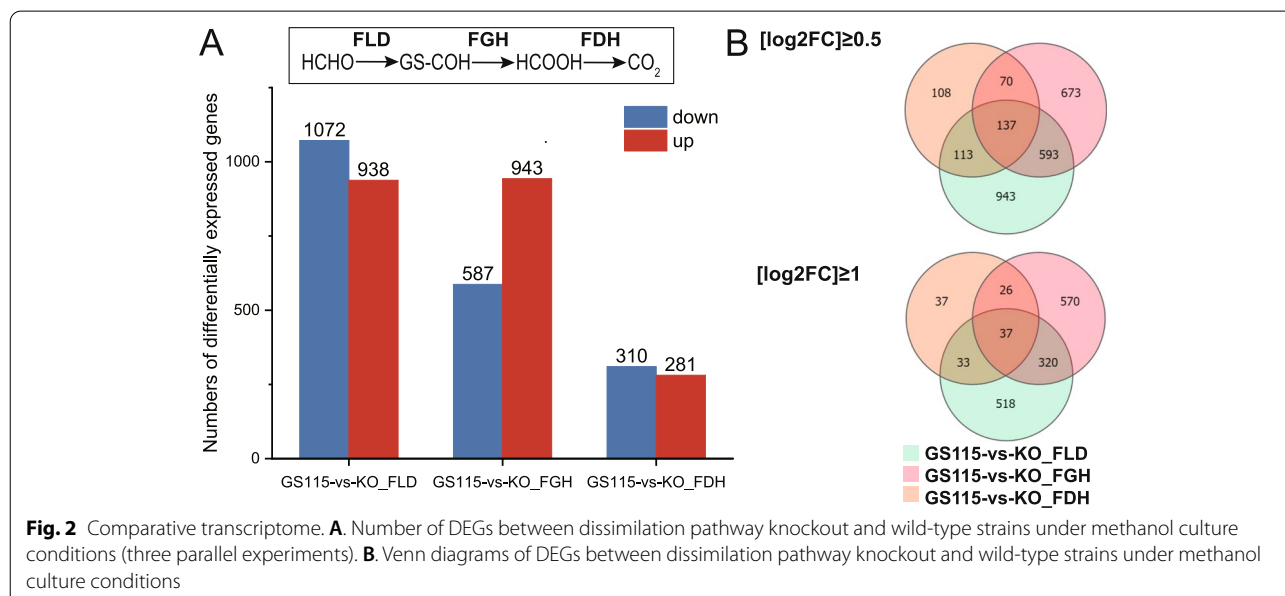 A
FLD FGH FDH
HCHO→GS-COH→HCOOH→CO2
down
up
Numbers of differentially expressed genes
1000
500
0
1072
938
587
943
310
281
GS115-vs-KO_FLD
GS115-vs-KO_FGH
GS115-vs-KO_FDH
B
[log2FC]≥0.5
108 70 673
137
113 593
943
[log2FC]≥1
37 26 570
37
33 320
518
GS115-vs-KO_FLD
GS115-vs-KO_FGH
GS115-vs-KO_FDH
Fig. 2 Comparative transcriptome. A. Number of DEGs between dissimilation pathway knockout and wild-type strains under methanol culture
conditions (three parallel experiments). B. Venn diagrams of DEGs between dissimilation pathway knockout and wild-type strains under methanol
culture conditions